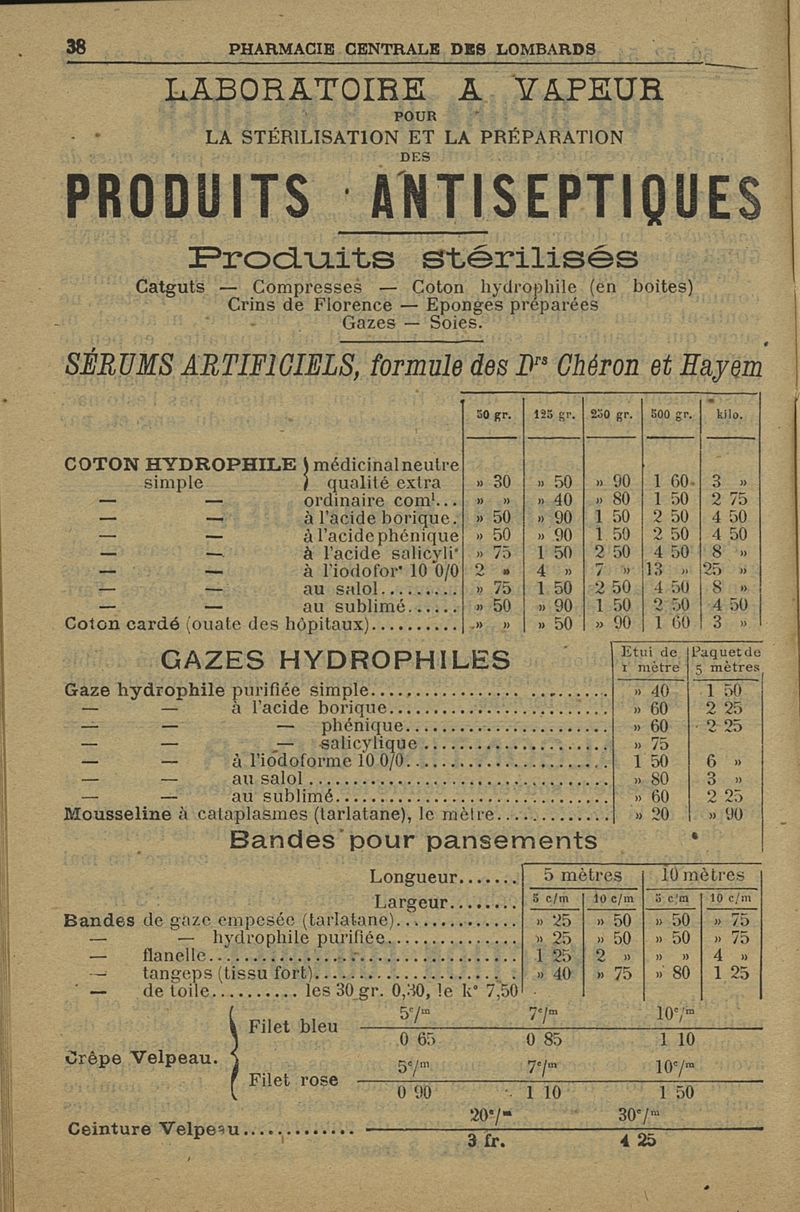 38 PHARMACIE CENTRALE DES LOMBARDS
LABORATOIRE A VAPEUR
POUR
LA STÉRILISATION ET LA PRÉPARATION
DES
PRODUITS ANTISEPTIQUES
Produits stérilisés
Catguts — Compresses — Coton hydrophile (en boites)
Crins de Florence — Eponges préparées
Gazes — Soies.
SÉRUMS ARTIFICIELS, formule des Drs Chéron et Hayem
50 gr. 125 gr. 250 gr. 500 gr. kilo.
COTON HYDROPHILE } médicinal neutre
simple } qualité extra » 30 » 50 » 90 1 60 3 »
— — ordinaire coml... » » » 40 » 80 1 50 2 75
— — à l'acide borique. » 50 » 90 1 50 2 50 4 50
— — à l'acide phénique » 50 » 90 1 50 2 50 4 50
— — à l'acide salicyli' » 75 1 50 2 50 4 50 8 »
— — à l'iodofor' 10 0/0 2 » 4 » 7 » 13 » 25 »
— — au salol......... » 75 1 50 2 50 4 50 8 »
— — au sublimé...... » 50 » 90 1 50 2 50 4 50
Coton cardé (ouate des hôpitaux).......... » » » 50 » 90 1 60 3 »
GAZES HYDROPHILES
Etui de 1 mètre Paquet de 5 mètres
Gaze hydrophile purifiée simple.................... » 40 1 50
— — à l'acide borique.................... » 60 2 25
— — — phénique.................... » 60 2 25
— — — salicylique.................... » 75
— — à l'iodoforme 10 0/0.................... 1 50 6 »
— — au salol.................... » 80 3 »
— — au sublimé.................... » 60 2 25
Mousseline à cataplasmes (tarlatane), le mètre............ » 20 » 90
Bandes pour pansements
Longueur....... 5 mètres 10 mètres
Largeur........ 5 c/m 10 c/m 5 c/m 10 c/m
Bandes de gaze empesée (tarlatane)............ » 25 » 50 » 50 » 75
— — hydrophile purifiée............ » 25 » 50 » 50 » 75
— flanelle.................... 1 25 2 » » » 4 »
— tangeps (tissu fort).................... » 40 » 75 » 80 1 25
— de toile.......... les 30 gr. 0,30, le k° 7,50
5c/m 7c/m 10c/m
Filet bleu
0 65 0 85 1 10
Crêpe Velpeau.
5c/m 7c/m 10c/m
Filet rose
0 90 1 10 1 50
20c/m 30c/m
Ceinture Velpeau.............
3 fr. 4 25